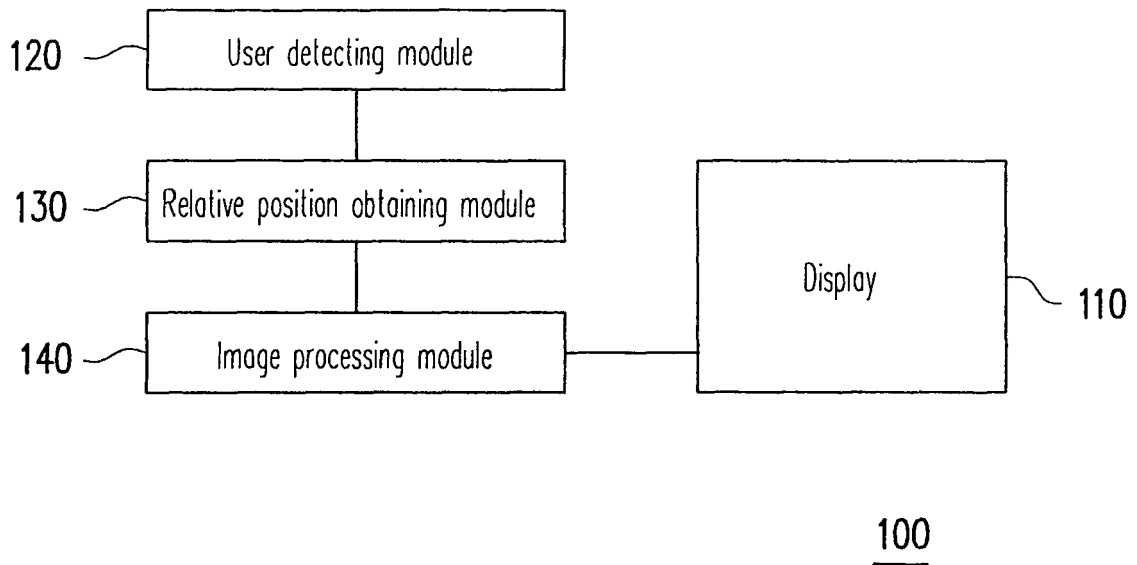 120
User detecting module
130
Relative position obtaining module
Display
110
140
Image processing module
100